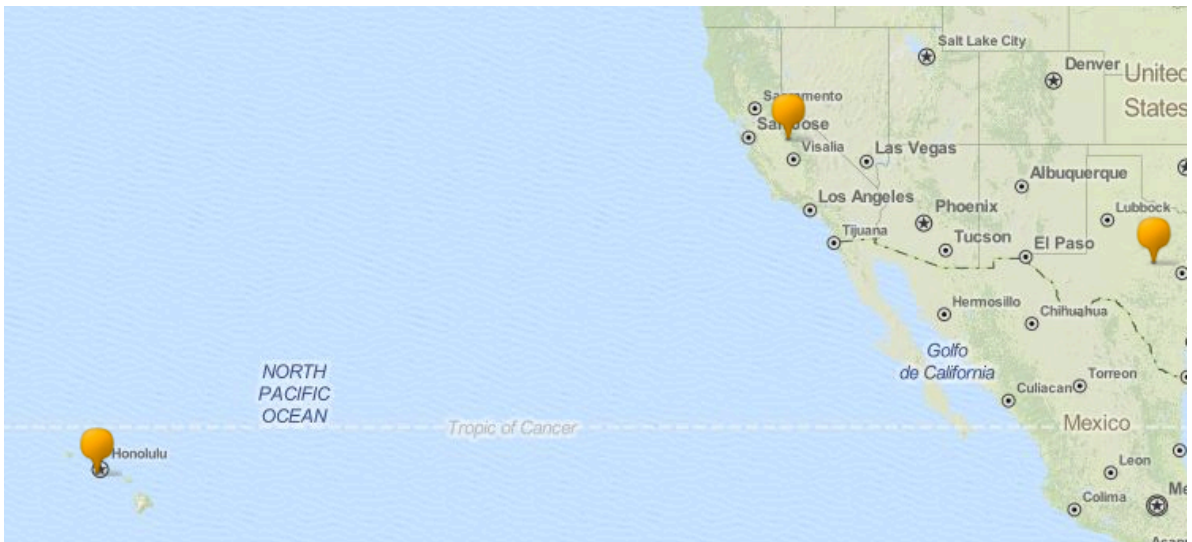 Salt Lake City
Denver
United
States
Sacramento
San Jose
Visalia
Las Vegas
Albuquerque
Los Angeles
Phoenix
Lubbock
Tijuana
Tucson
El Paso
Hermosillo
Chihuahua
Golfo
de California
NORTH
PACIFIC
OCEAN
Torreon
Culiacan
Tropic of Cancer
Mexico
Honolulu
Leon
Me
Colima